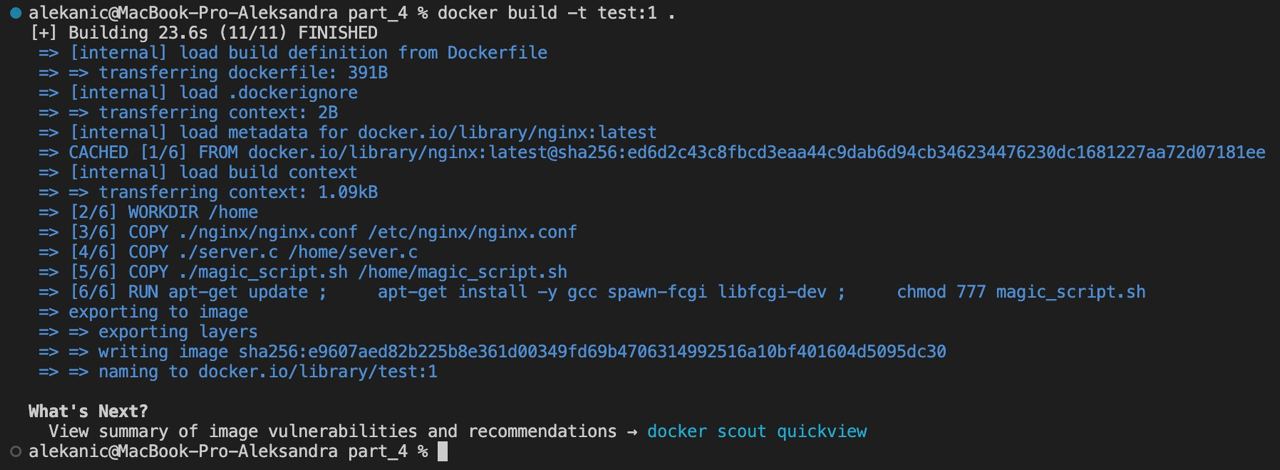 alekanic@MacBook-Pro-Aleksandra part_4 % docker build -t test:1 .
[+] Building 23.6s (11/11) FINISHED
=> [internal] load build definition from Dockerfile
=> => transferring dockerfile: 391B
=> [internal] load .dockerignore
=> => transferring context: 2B
=> [internal] load metadata for docker.io/library/nginx:latest
=> CACHED [1/6] FROM docker.io/library/nginx:latest@sha256:ed6d2c43c8fbcd3eaa44c9dab6d94cb346234476230dc1681227aa72d07181ee
=> [internal] load build context
=> => transferring context: 1.09kB
=> [2/6] WORKDIR /home
=> [3/6] COPY ./nginx/nginx.conf /etc/nginx/nginx.conf
=> [4/6] COPY ./server.c /home/sever.c
=> [5/6] COPY ./magic_script.sh /home/magic_script.sh
=> [6/6] RUN apt-get update ;     apt-get install -y gcc spawn-fcgi libfcgi-dev ;     chmod 777 magic_script.sh
=> exporting to image
=> => exporting layers
=> => writing image sha256:e9607aed82b225b8e361d00349fd69b4706314992516a10bf401604d5095dc30
=> => naming to docker.io/library/test:1
What's Next?
View summary of image vulnerabilities and recommendations → docker scout quickview
alekanic@MacBook-Pro-Aleksandra part_4 %